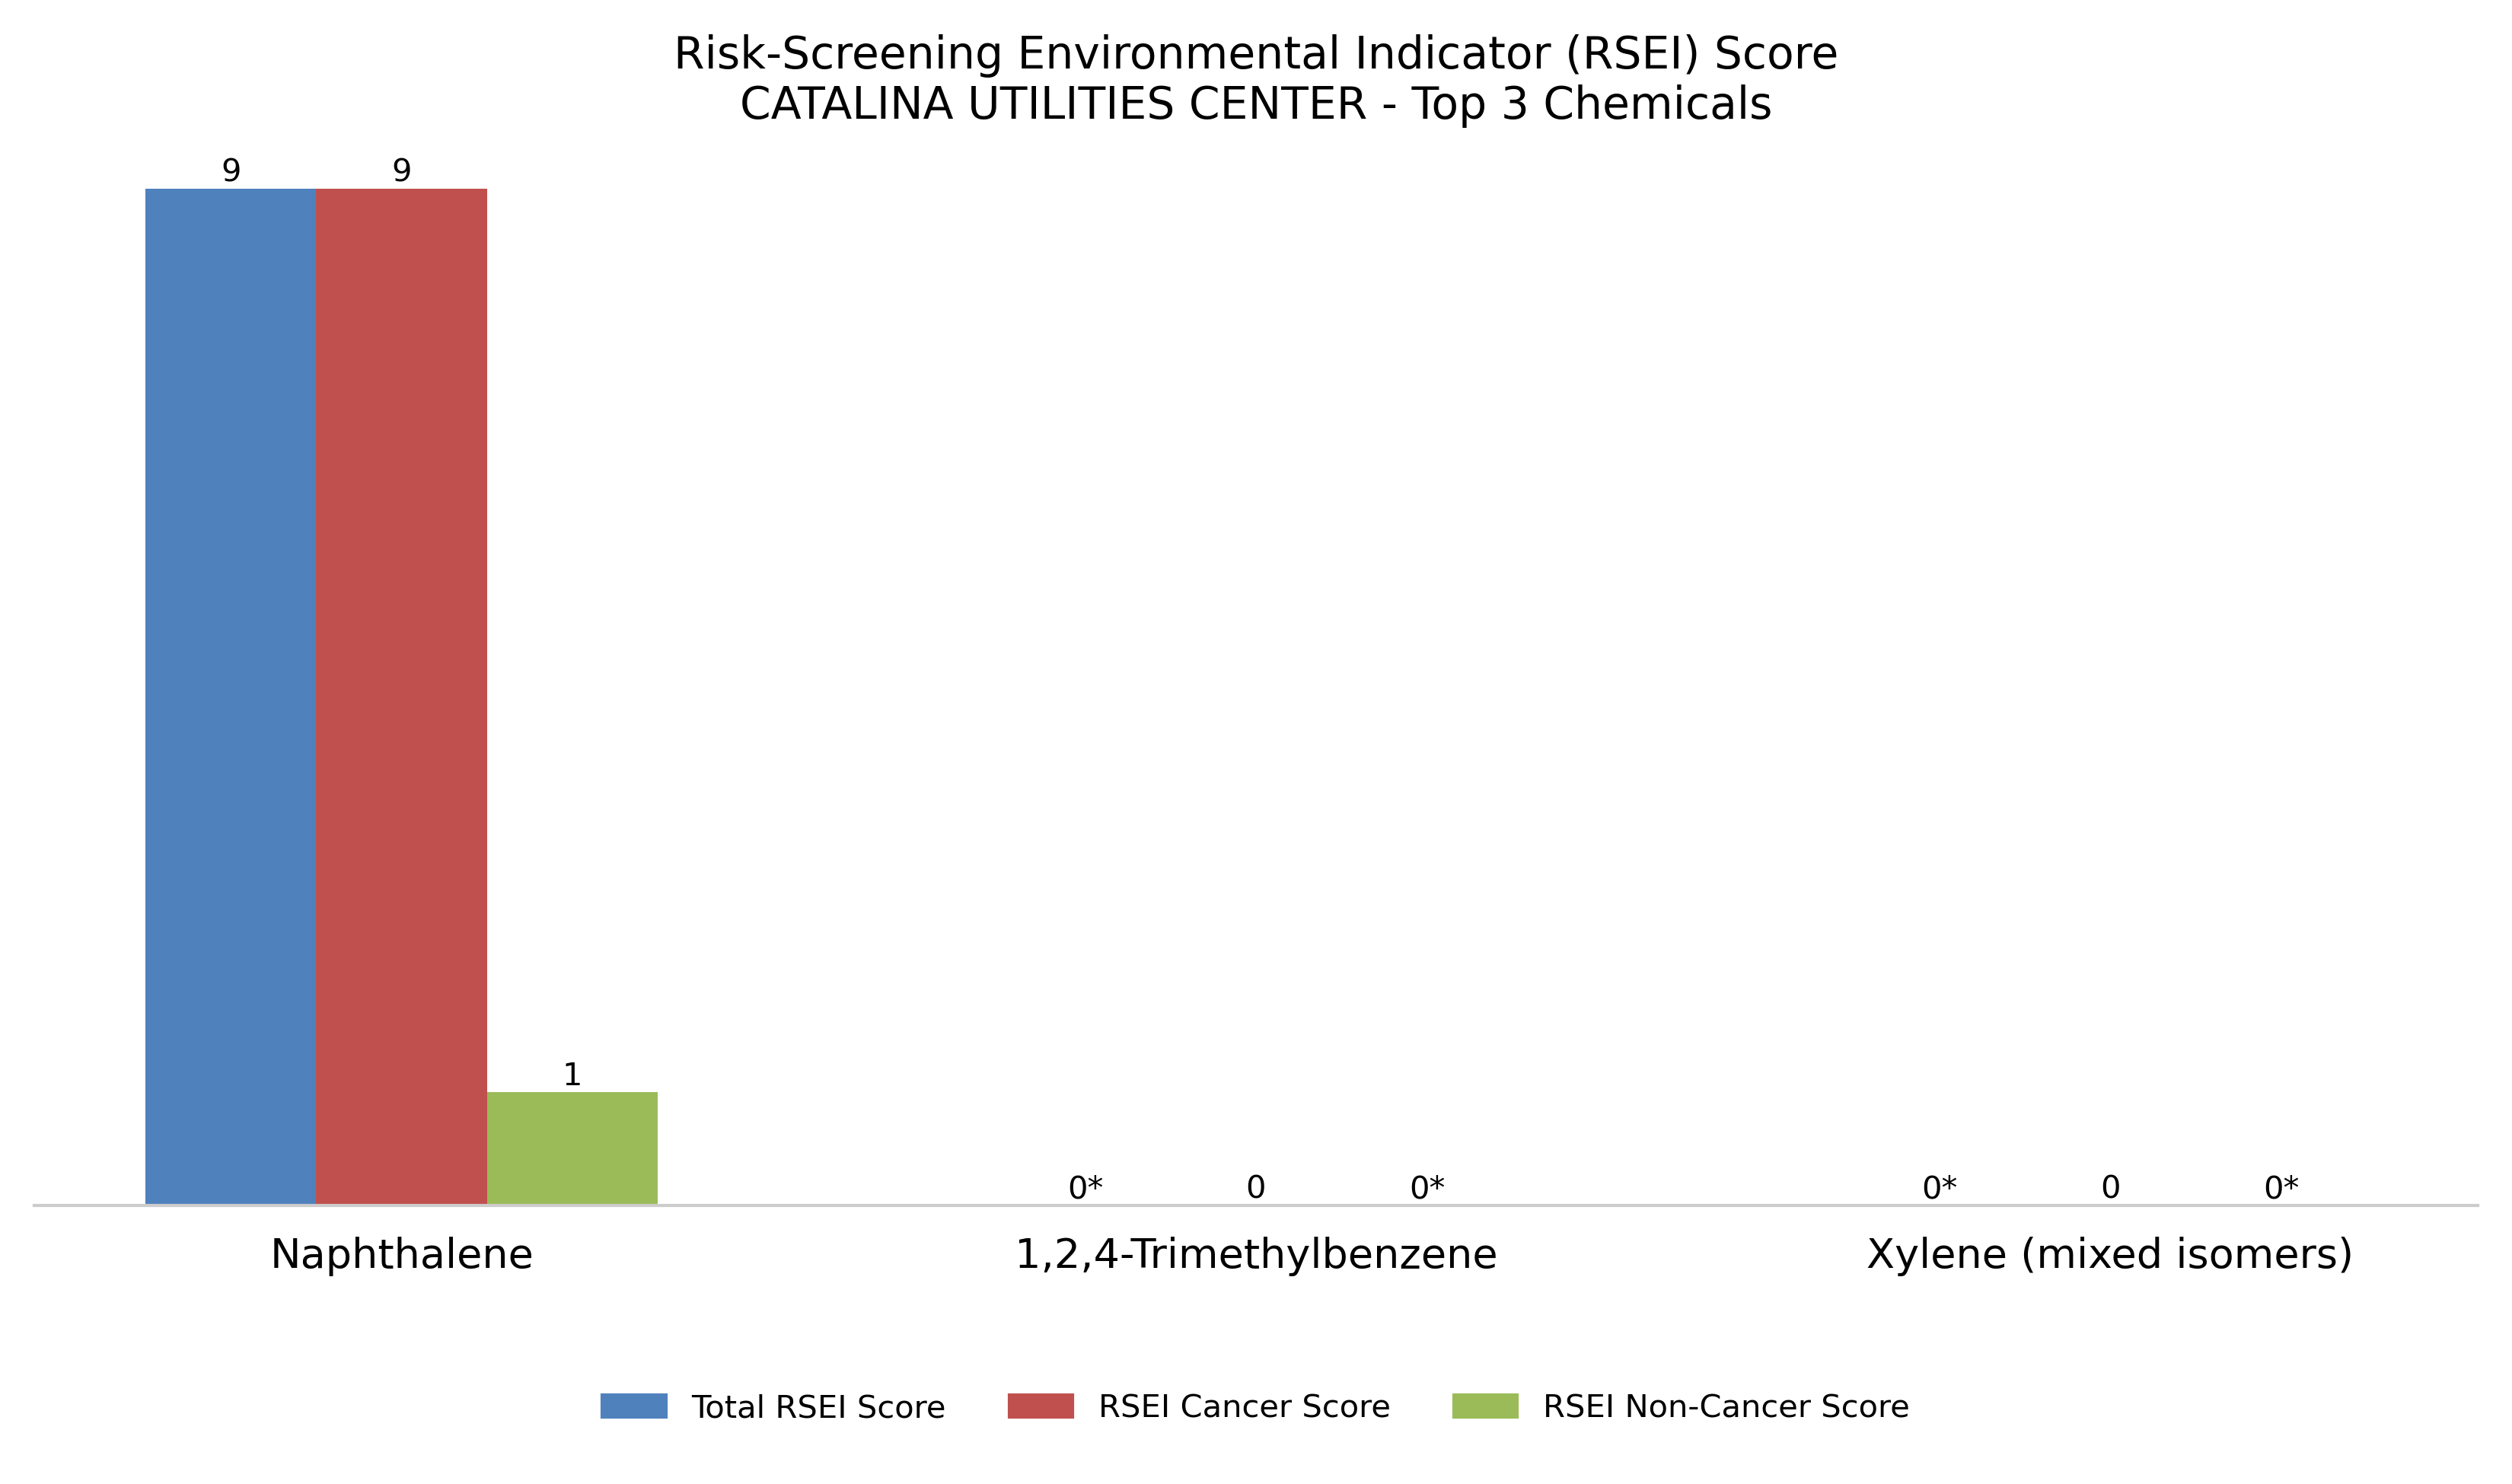 Risk-Screening Environmental Indicator (RSEI) Score
CATALINA UTILITIES CENTER - Top 3 Chemicals
9 9
1
0* 0 0* 0* 0 0*
Naphthalene 1,2,4-Trimethylbenzene Xylene (mixed isomers)
Total RSEI Score RSEI Cancer Score RSEI Non-Cancer Score